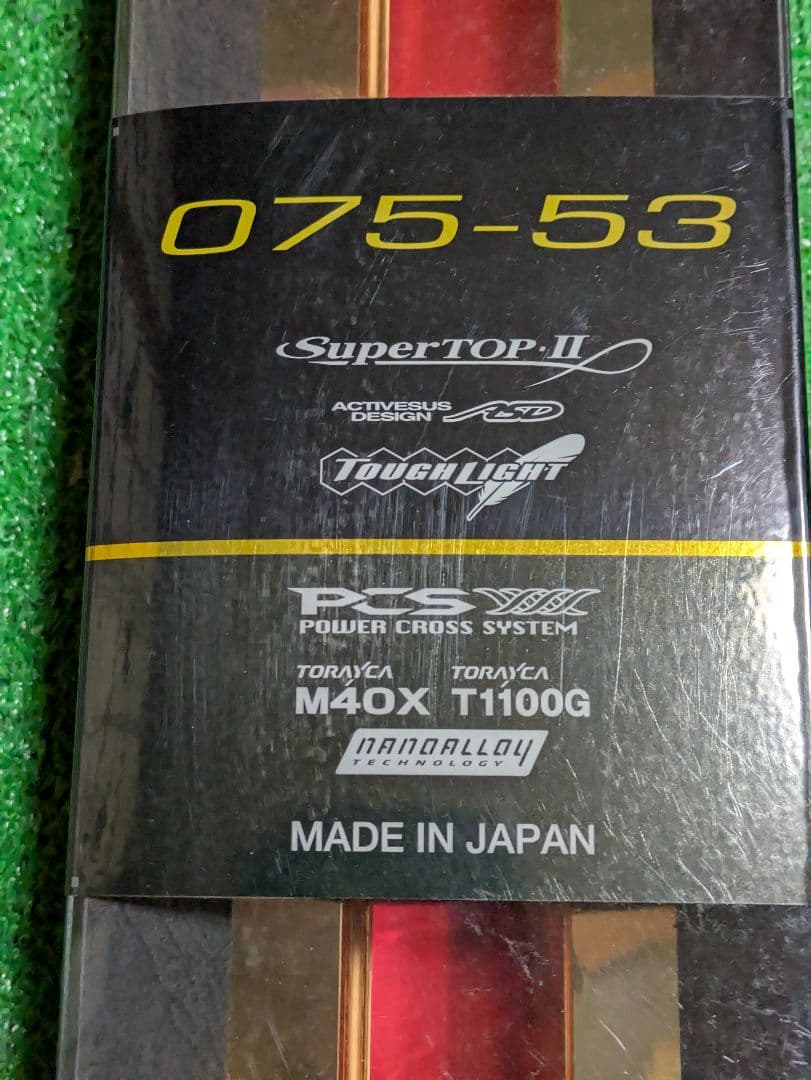 075-53
SuperTOP·II
ACTIVESUS
DESIGN ASD
TOUGHLIGHT
PCS
POWER CROSS SYSTEM
TORAYCA TORAYCA
M40X T1100G
NANOALLOY
TECHNOLOGY
MADE IN JAPAN